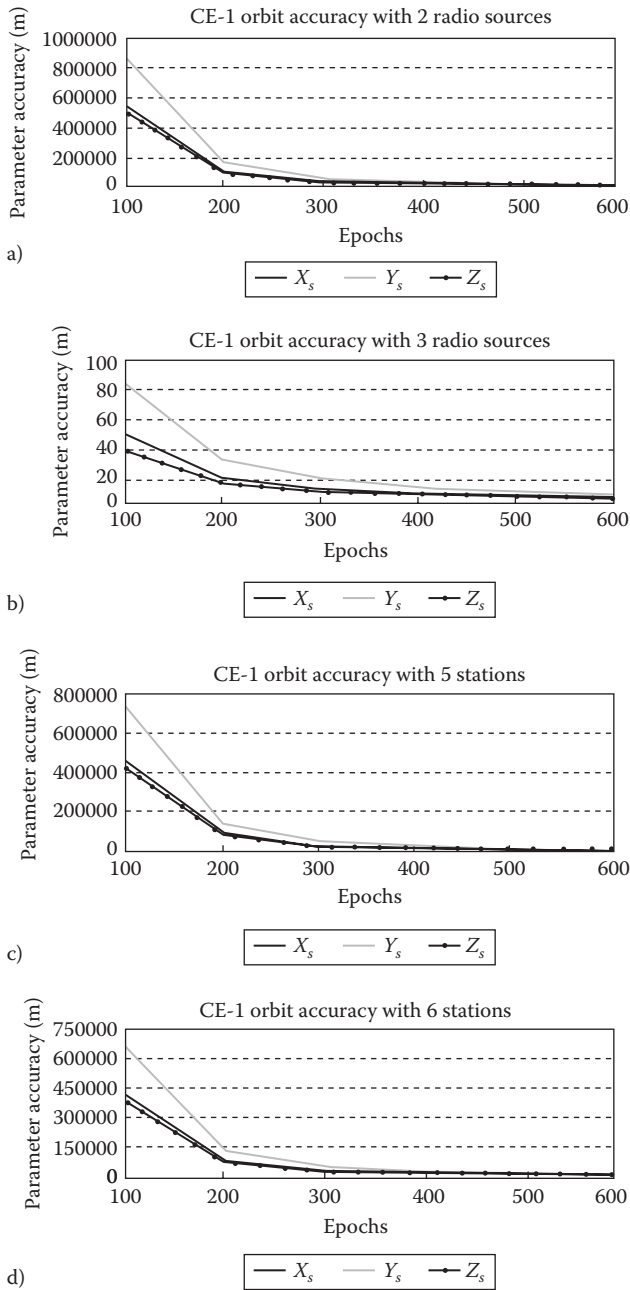 CE-1 orbit accuracy with 2 radio sources
Parameter accuracy (m)
1000000
800000
600000
400000
200000
0
100 200 300 400 500 600
Epochs
a)
Xs Ys Zs
CE-1 orbit accuracy with 3 radio sources
Parameter accuracy (m)
100
80
60
40
20
0
100 200 300 400 500 600
Epochs
b)
Xs Ys Zs
CE-1 orbit accuracy with 5 stations
Parameter accuracy (m)
800000
600000
400000
200000
0
100 200 300 400 500 600
Epochs
c)
Xs Ys Zs
CE-1 orbit accuracy with 6 stations
Parameter accuracy (m)
750000
600000
450000
300000
150000
0
100 200 300 400 500 600
Epochs
d)
Xs Ys Zs